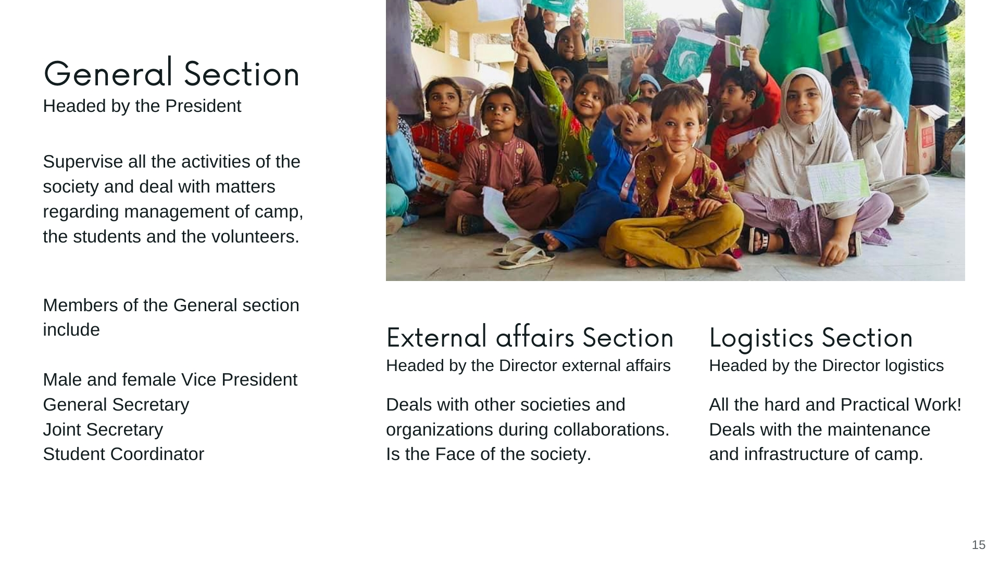 General Section
Headed by the President
Supervise all the activities of the
society and deal with matters
regarding management of camp,
the students and the volunteers.
Members of the General section
include
Male and female Vice President
General Secretary
Joint Secretary
Student Coordinator
External affairs Section
Headed by the Director external affairs
Deals with other societies and
organizations during collaborations.
Is the Face of the society.
Logistics Section
Headed by the Director logistics
All the hard and Practical Work!
Deals with the maintenance
and infrastructure of camp.
15